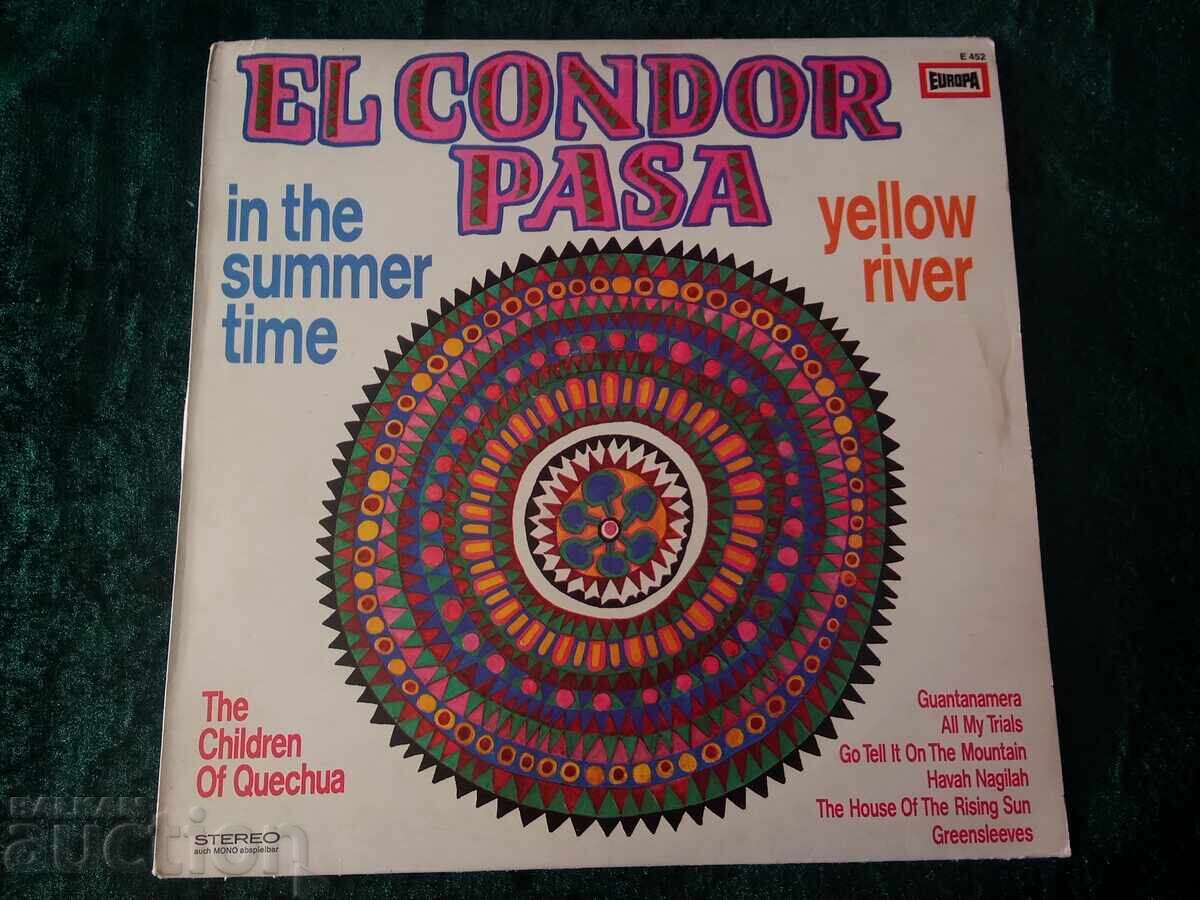 EL CONDOR
PASA
E 452
EUROPA
in the
summer
time
yellow
river
The
Children
Of Quechua
Guantanamera
All My Trials
Go Tell It On The Mountain
Havah Nagilah
The House Of The Rising Sun
Greensleeves
STEREO
auch MONO abspielbar
BALKAN
auction